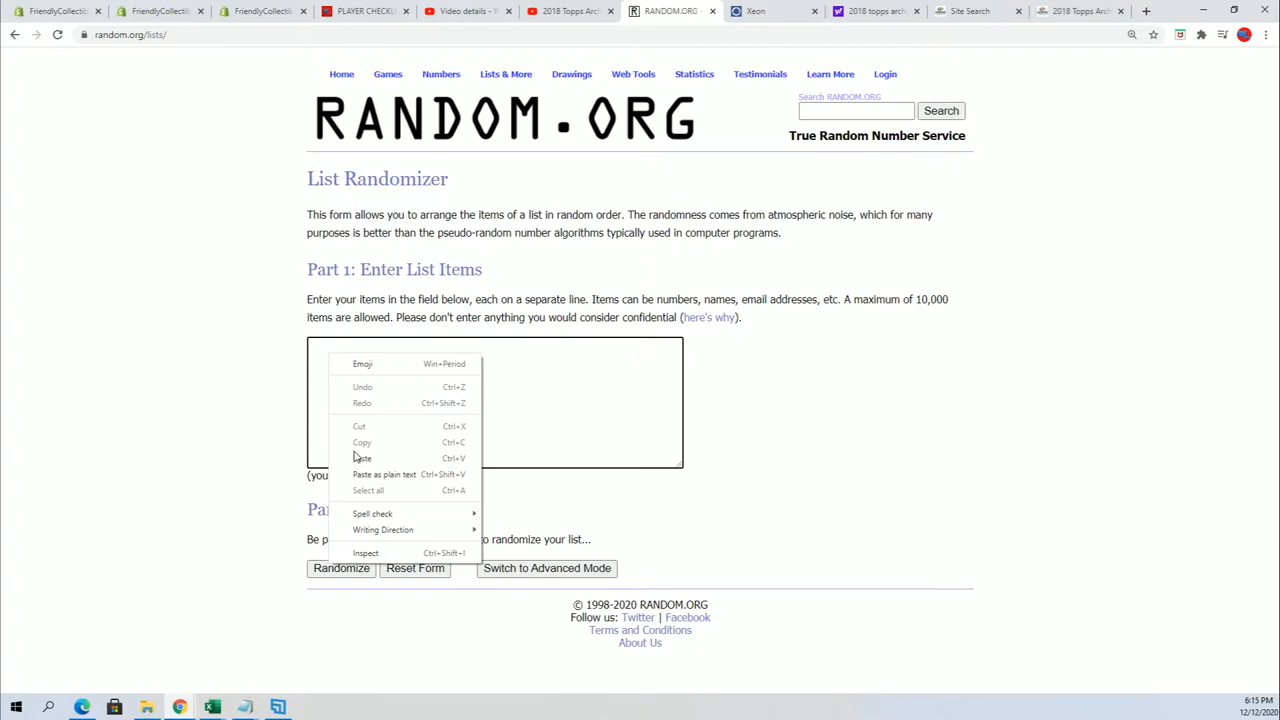 FriendlyCollectib
FriendlyCollectib
FriendlyCollectib
PLAYER CHECKLI
Video details - Y
2018 Topps Arch
RANDOM.ORG -
Xeoix
2018 topps arch
Site Search
2018 Topps Arch
random.org/lists/
Home Games Numbers Lists & More Drawings Web Tools Statistics Testimonials Learn More Login
RANDOM.ORG
Search RANDOM.ORG
Search
True Random Number Service
List Randomizer
This form allows you to arrange the items of a list in random order. The randomness comes from atmospheric noise, which for many
purposes is better than the pseudo-random number algorithms typically used in computer programs.
Part 1: Enter List Items
Enter your items in the field below, each on a separate line. Items can be numbers, names, email addresses, etc. A maximum of 10,000
items are allowed. Please don't enter anything you would consider confidential (here's why).
Emoji Win+Period
Undo Ctrl+Z
Redo Ctrl+Shift+Z
Cut Ctrl+X
Copy Ctrl+C
Paste Ctrl+V
Paste as plain text Ctrl+Shift+V
(you
Select all Ctrl+A
Pa
Spell check
Writing Direction
Be p to randomize your list...
Inspect Ctrl+Shift+I
Randomize Reset Form Switch to Advanced Mode
© 1998-2020 RANDOM.ORG
Follow us: Twitter | Facebook
Terms and Conditions
About Us
6:15 PM
12/12/2020